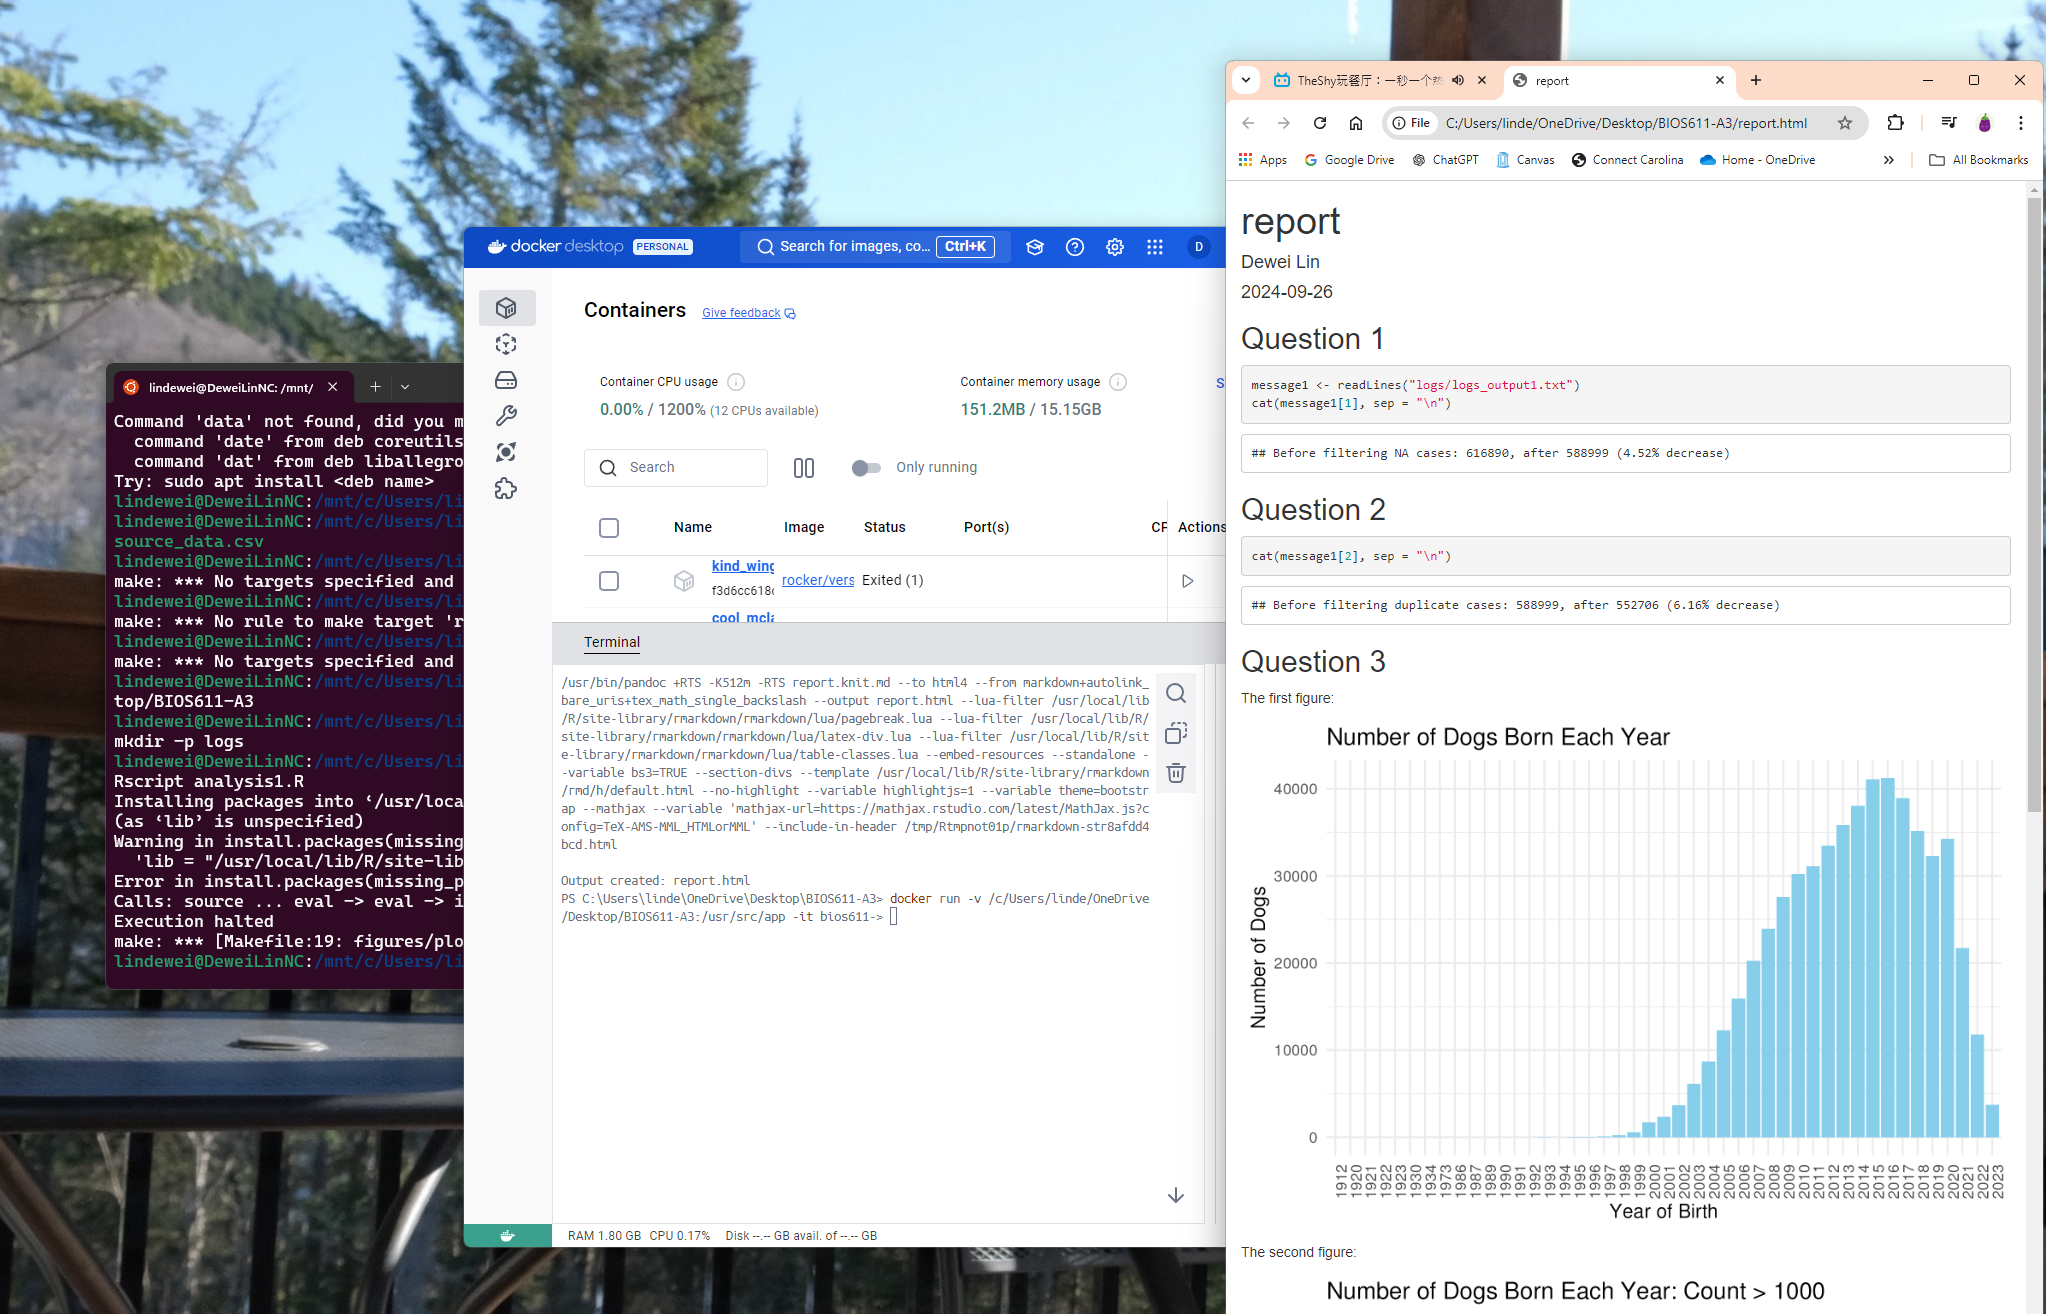 lindewei@DeweiLinNC: /mnt/
Command 'data' not found, did you m
command 'date' from deb coreutils
command 'dat' from deb liballegro
Try: sudo apt install <deb name>
lindewei@DeweiLinNC:/mnt/c/Users/li
lindewei@DeweiLinNC:/mnt/c/Users/li
source_data.csv
lindewei@DeweiLinNC:/mnt/c/Users/li
make: *** No targets specified and
lindewei@DeweiLinNC:/mnt/c/Users/li
make: *** No rule to make target 'r
lindewei@DeweiLinNC:/mnt/c/Users/li
make: *** No targets specified and
lindewei@DeweiLinNC:/mnt/c/Users/li
top/BIOS611-A3
lindewei@DeweiLinNC:/mnt/c/Users/li
mkdir -p logs
lindewei@DeweiLinNC:/mnt/c/Users/li
Rscript analysis1.R
Installing packages into ‘/usr/loca
(as ‘lib’ is unspecified)
Warning in install.packages(missing
'lib = "/usr/local/lib/R/site-lib
Error in install.packages(missing_p
Calls: source ... eval -> eval -> i
Execution halted
make: *** [Makefile:19: figures/plo
lindewei@DeweiLinNC:/mnt/c/Users/li
docker desktop PERSONAL
Search for images, co... Ctrl+K
D
Containers Give feedback
Container CPU usage
0.00% / 1200% (12 CPUs available)
Container memory usage
151.2MB / 15.15GB
S
Search
Only running
Name Image Status Port(s) CP Actions
kind_wing
f3d6cc618c
rocker/vers Exited (1)
cool_mcla
Terminal
/usr/bin/pandoc +RTS -K512m -RTS report.knit.md --to html4 --from markdown+autolink_
bare_uris+tex_math_single_backslash --output report.html --lua-filter /usr/local/lib
/R/site-library/rmarkdown/rmarkdown/lua/pagebreak.lua --lua-filter /usr/local/lib/R/
site-library/rmarkdown/rmarkdown/lua/latex-div.lua --lua-filter /usr/local/lib/R/sit
e-library/rmarkdown/rmarkdown/lua/table-classes.lua --embed-resources --standalone -
-variable bs3=TRUE --section-divs --template /usr/local/lib/R/site-library/rmarkdown
/rmd/h/default.html --no-highlight --variable highlightjs=1 --variable theme=bootstr
ap --mathjax --variable 'mathjax-url=https://mathjax.rstudio.com/latest/MathJax.js?c
onfig=TeX-AMS-MML_HTMLorMML' --include-in-header /tmp/Rtmpnot01p/rmarkdown-str8afdd4
bcd.html
Output created: report.html
PS C:\Users\linde\OneDrive\Desktop\BIOS611-A3> docker run -v /c/Users/linde/OneDrive
/Desktop/BIOS611-A3:/usr/src/app -it bios611->
RAM 1.80 GB CPU 0.17% Disk --.-- GB avail. of --.-- GB
TheShy玩餐厅：一秒一个热
report
File C:/Users/linde/OneDrive/Desktop/BIOS611-A3/report.html
Apps Google Drive ChatGPT Canvas Connect Carolina Home - OneDrive All Bookmarks
report
Dewei Lin
2024-09-26
Question 1
message1 <- readLines("logs/logs_output1.txt")
cat(message1[1], sep = "\n")
## Before filtering NA cases: 616890, after 588999 (4.52% decrease)
Question 2
cat(message1[2], sep = "\n")
## Before filtering duplicate cases: 588999, after 552706 (6.16% decrease)
Question 3
The first figure:
Number of Dogs Born Each Year
Number of Dogs
40000
30000
20000
10000
0
1912 1920 1921 1922 1923 1930 1934 1973 1986 1987 1989 1990 1991 1992 1993 1994 1995 1996 1997 1998 1999 2000 2001 2002 2003 2004 2005 2006 2007 2008 2009 2010 2011 2012 2013 2014 2015 2016 2017 2018 2019 2020 2021 2022 2023
Year of Birth
The second figure:
Number of Dogs Born Each Year: Count > 1000